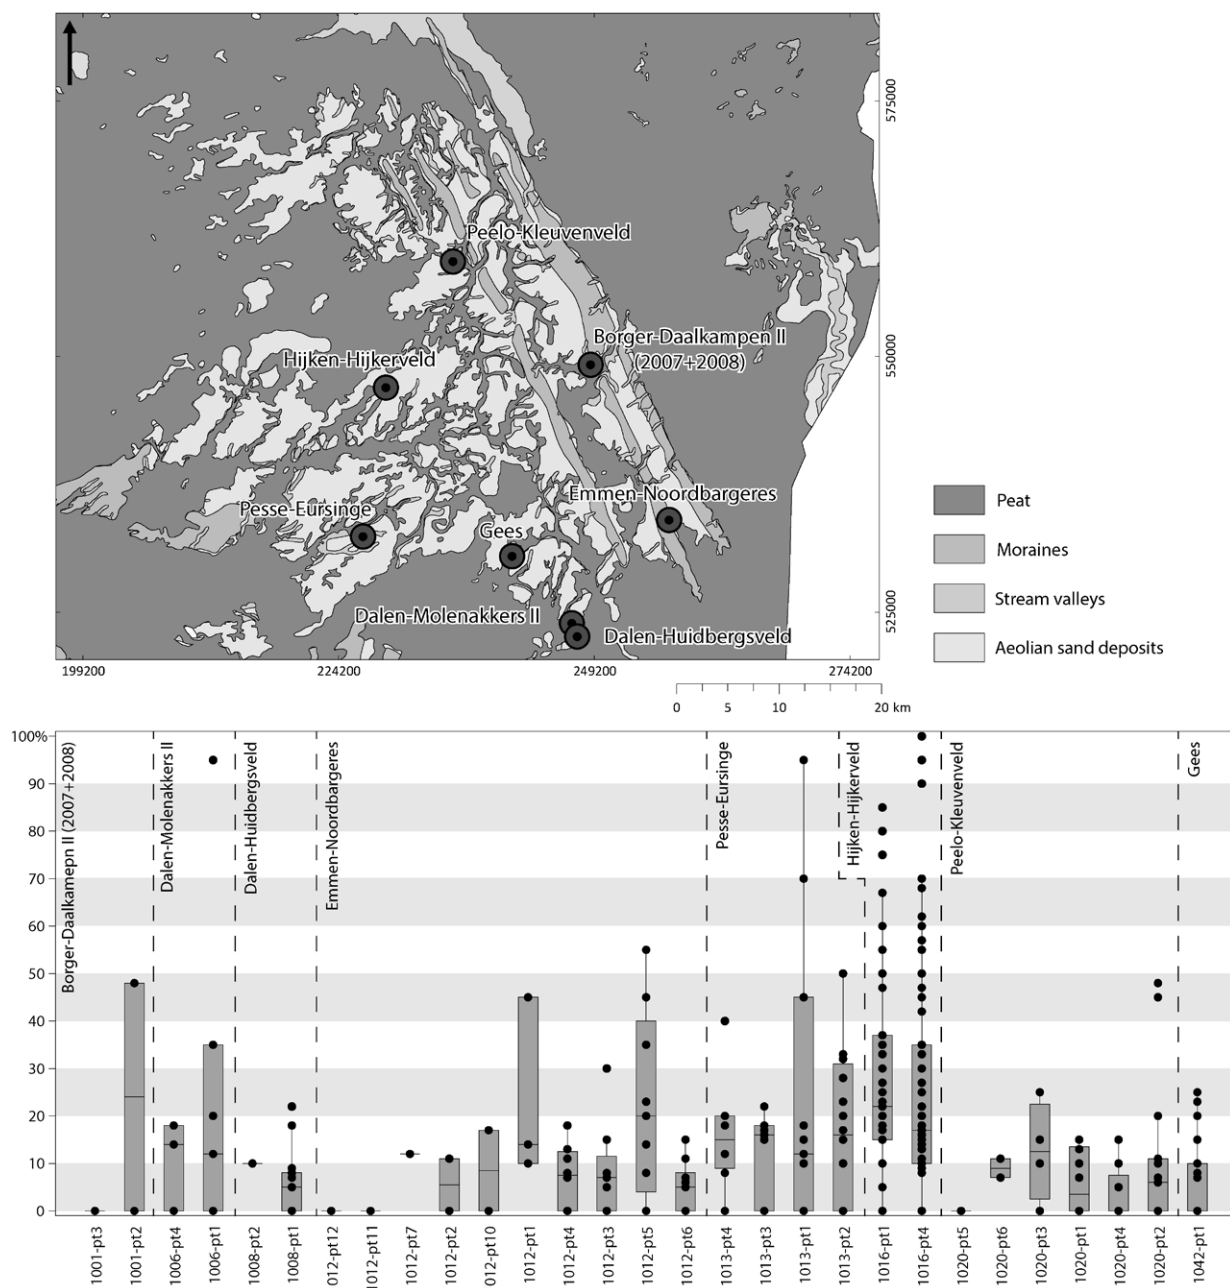 575000
Peelo-Kleuvenveld
Borger-Daalkampen II
(2007+2008)
550000
Hijken-Hijkerveld
Emmen-Noordbargeres
Pesse-Eursinge
Gees
Dalen-Molenakkers II
Dalen-Huidbergsveld
525000
199200
224200
249200
274200
0 5 10 20 km
Peat
Moraines
Stream valleys
Aeolian sand deposits
100%
90
80
70
60
50
40
30
20
10
0
Borger-Daalkamepn II (2007+2008)
Dalen-Molenakkers II
Dalen-Huidbergsveld
Emmen-Noordbargeres
Pesse-Eursinge
Hijken-Hijkerveld
Peelo-Kleuvenveld
Gees
1001-pt3
1001-pt2
1006-pt4
1006-pt1
1008-pt2
1008-pt1
012-pt12
1012-pt11
1012-pt7
1012-pt2
012-pt10
1012-pt1
1012-pt4
1012-pt3
1012-pt5
1012-pt6
1013-pt4
1013-pt3
1013-pt1
1013-pt2
1016-pt1
1016-pt4
1020-pt5
1020-pt6
1020-pt3
1020-pt1
1020-pt4
1020-pt2
1042-pt1